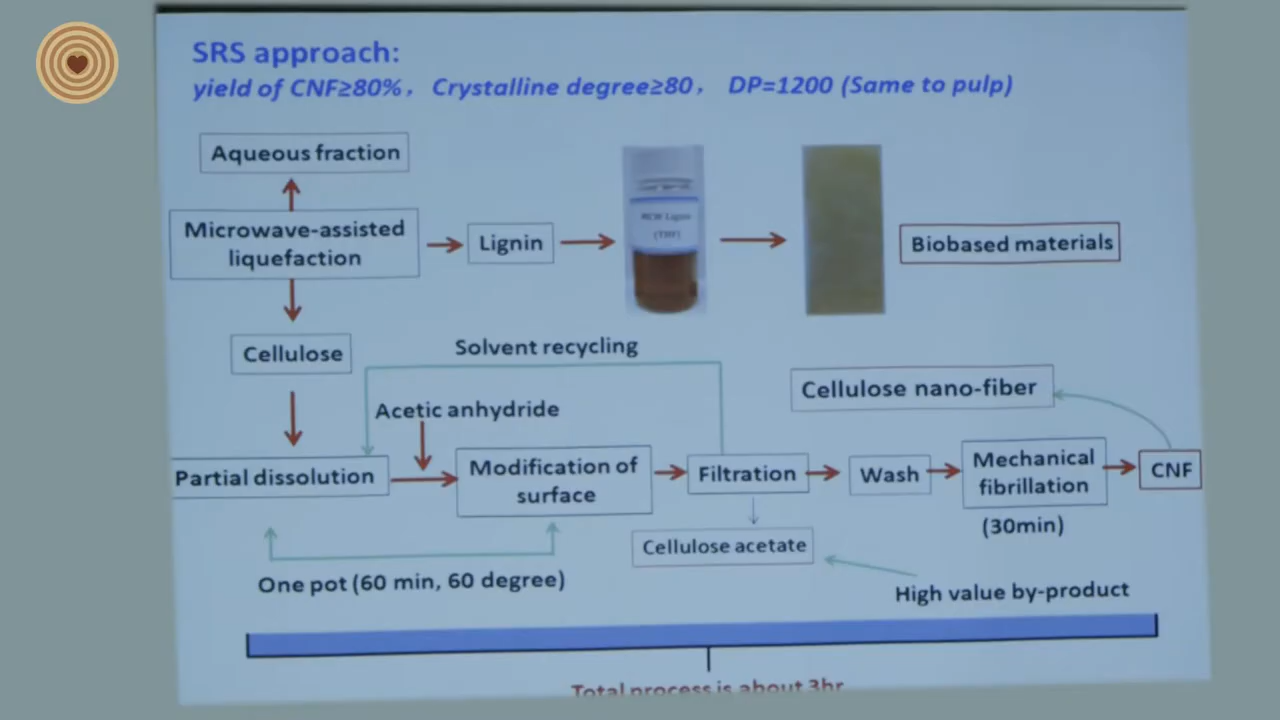 SRS approach:
yield of CNF≥80%, Crystalline degree≥80, DP=1200 (Same to pulp)
Aqueous fraction
Microwave-assisted
liquefaction
Lignin
(THF)
Biobased materials
Cellulose
Solvent recycling
Cellulose nano-fiber
Acetic anhydride
Partial dissolution
Modification of
surface
Filtration
Wash
Mechanical
fibrillation
CNF
(30min)
Cellulose acetate
One pot (60 min, 60 degree)
High value by-product
Total process is about 3hr